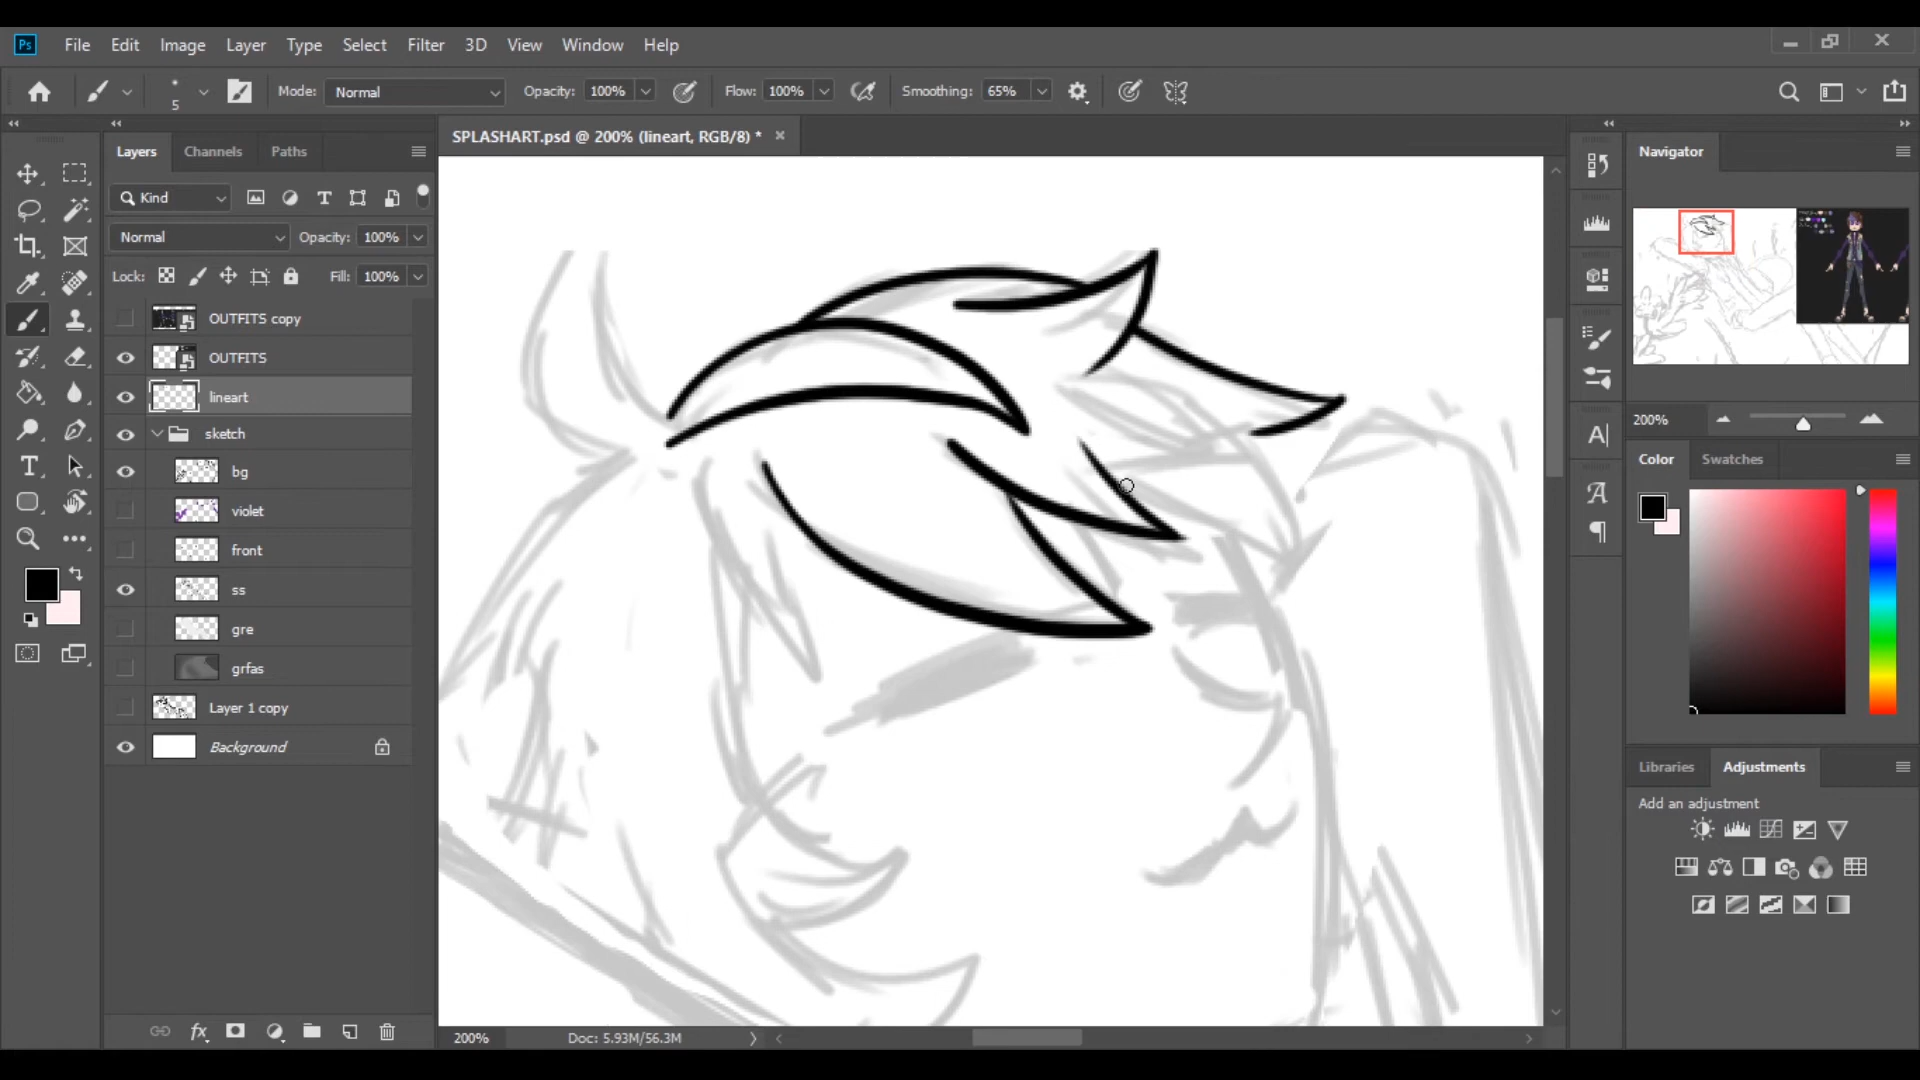 Ps File Edit Image Layer Type Select Filter 3D View Window Help
5 Mode: Normal Opacity: 100% Flow: 100% Smoothing: 65%
SPLASHART.psd @ 200% (lineart, RGB/8) *
Layers Channels Paths
Kind
Normal Opacity: 100%
Lock: Fill: 100%
OUTFITS copy
OUTFITS
lineart
sketch
bg
violet
front
ss
gre
grfas
Layer 1 copy
Background
fx
200% Doc: 5.93M/56.3M
Navigator
200%
Color Swatches
Libraries Adjustments
Add an adjustment